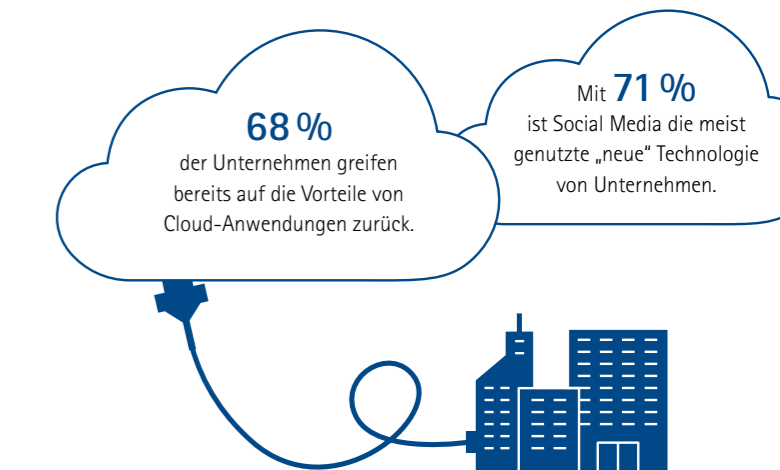 68 %
der Unternehmen greifen
bereits auf die Vorteile von
Cloud-Anwendungen zurück.
Mit 71 %
ist Social Media die meist
genutzte „neue“ Technologie
von Unternehmen.